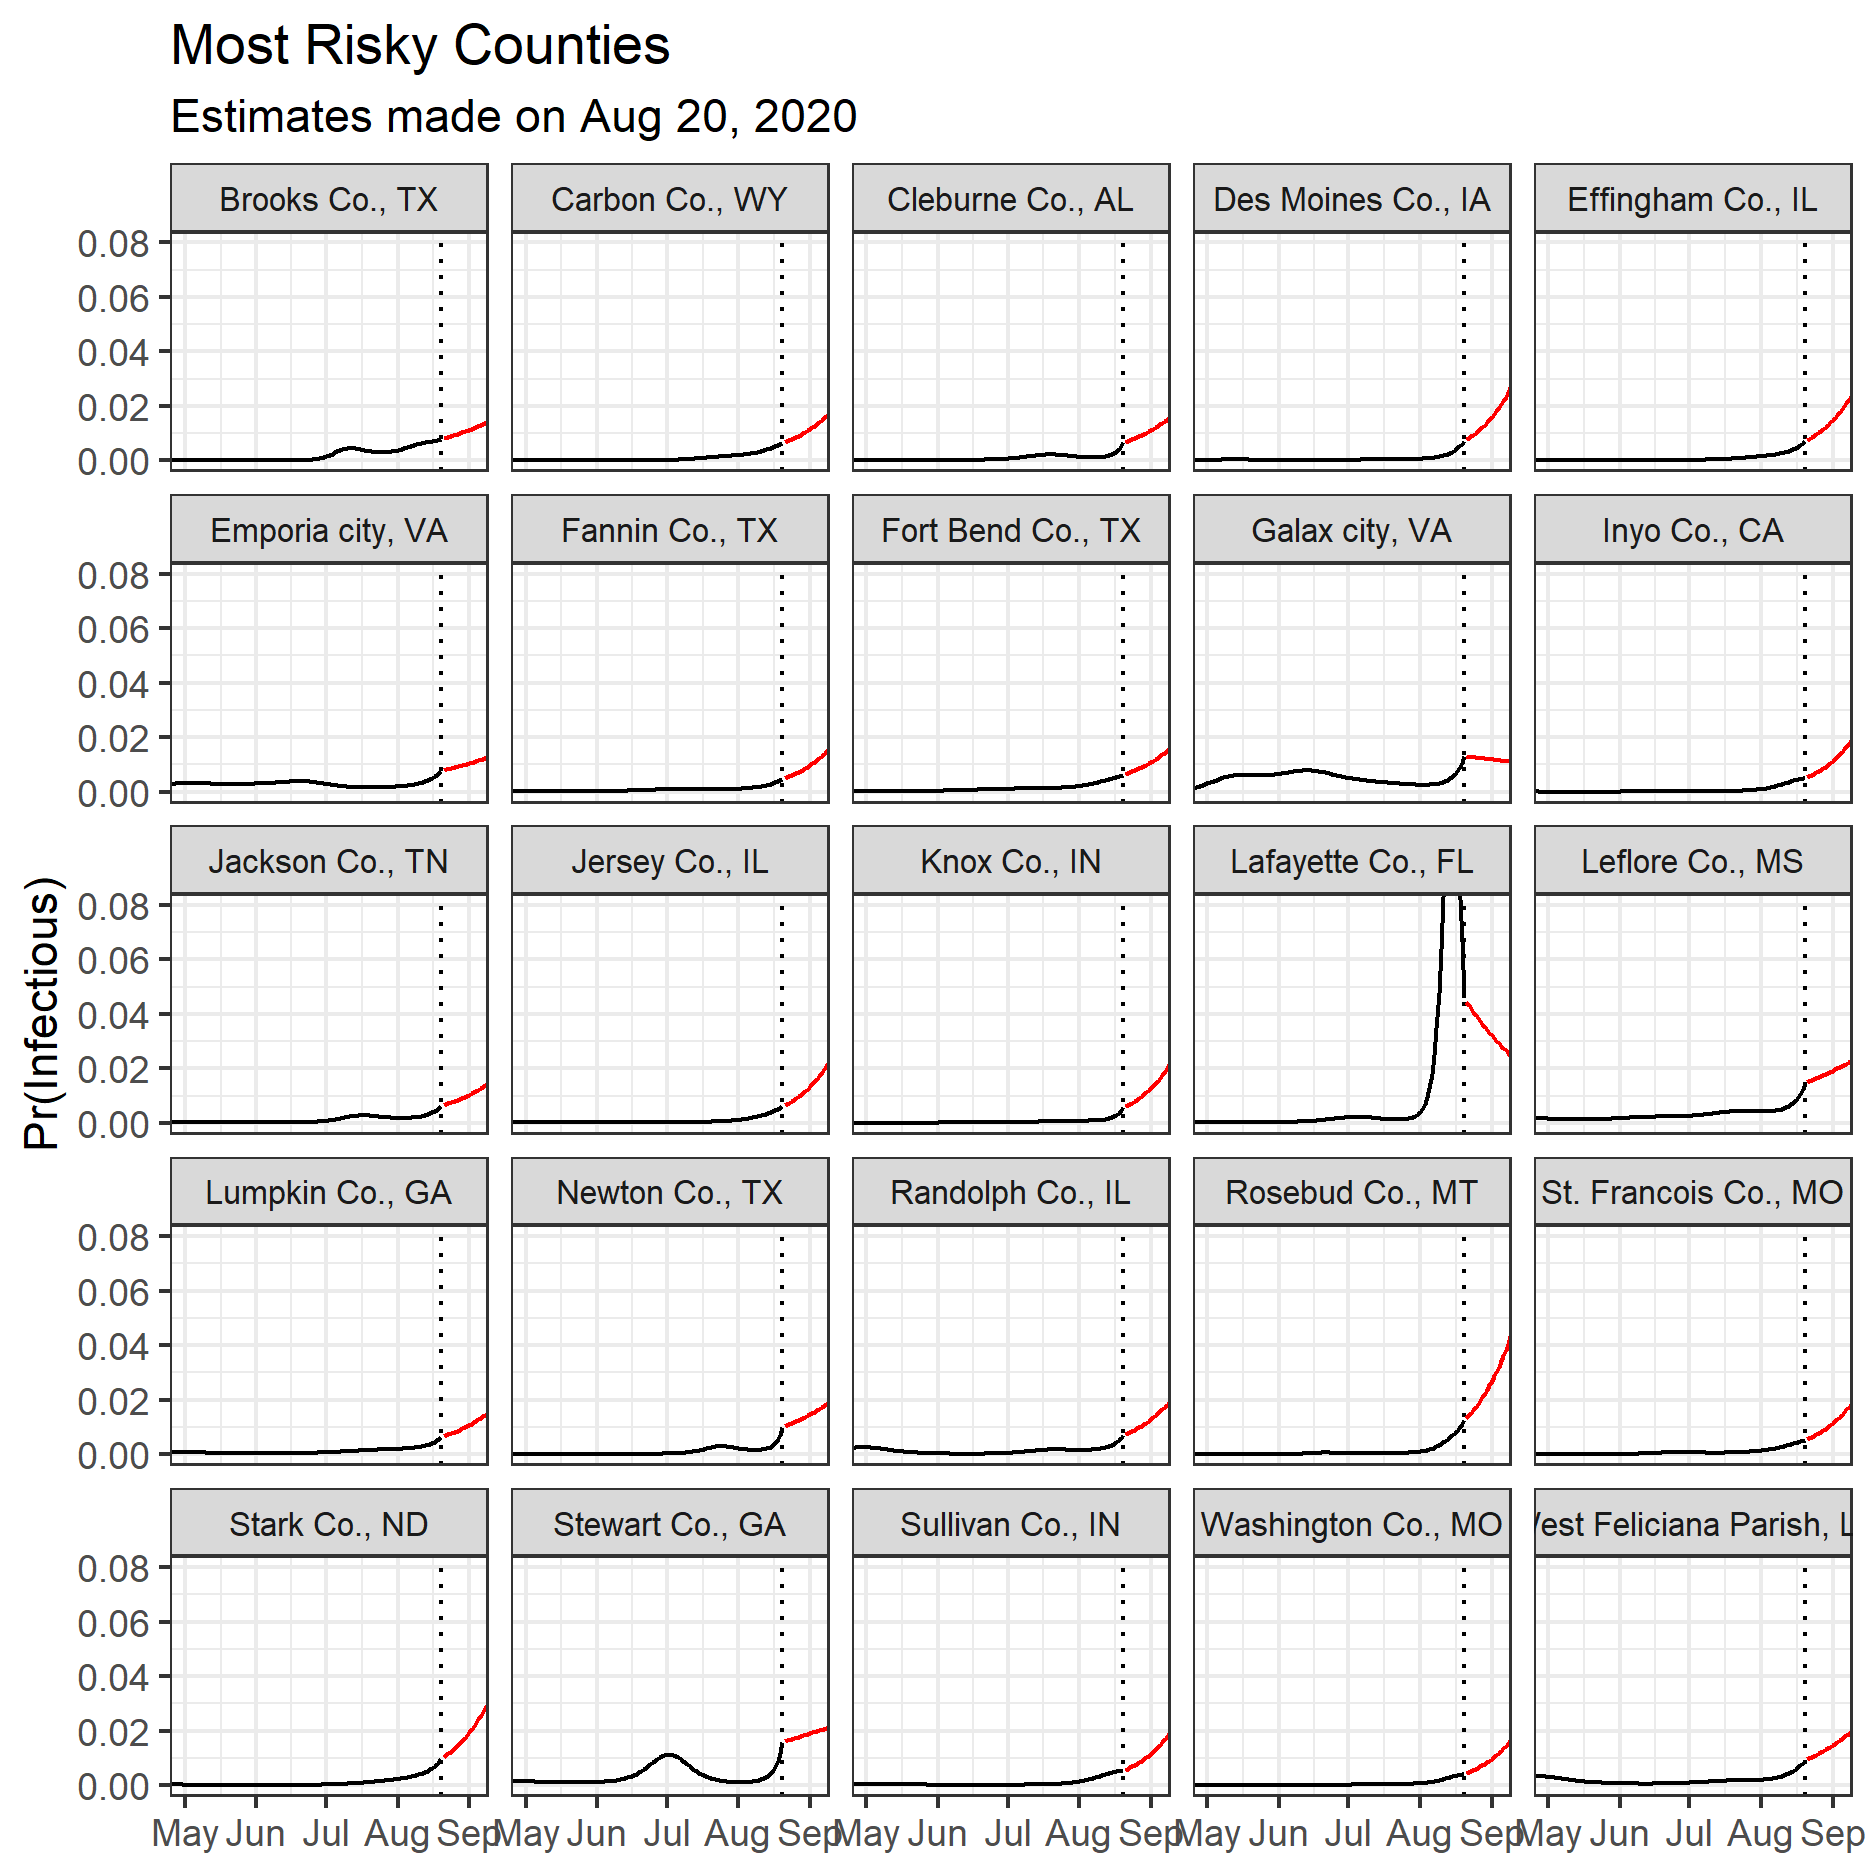 Most Risky Counties
Estimates made on Aug 20, 2020
Brooks Co., TX
Carbon Co., WY
Cleburne Co., AL
Des Moines Co., IA
Effingham Co., IL
0.08
0.06
0.04
0.02
0.00
Emporia city, VA
Fannin Co., TX
Fort Bend Co., TX
Galax city, VA
Inyo Co., CA
0.08
0.06
0.04
0.02
0.00
Pr(Infectious)
Jackson Co., TN
Jersey Co., IL
Knox Co., IN
Lafayette Co., FL
Leflore Co., MS
0.08
0.06
0.04
0.02
0.00
Lumpkin Co., GA
Newton Co., TX
Randolph Co., IL
Rosebud Co., MT
St. Francois Co., MO
0.08
0.06
0.04
0.02
0.00
Stark Co., ND
Stewart Co., GA
Sullivan Co., IN
Washington Co., MO
Feliciana Parish,
0.08
0.06
0.04
0.02
0.00
May Jun Jul Aug Sep
May Jun Jul Aug Sep
May Jun Jul Aug Sep
May Jun Jul Aug Sep
May Jun Jul Aug Sep